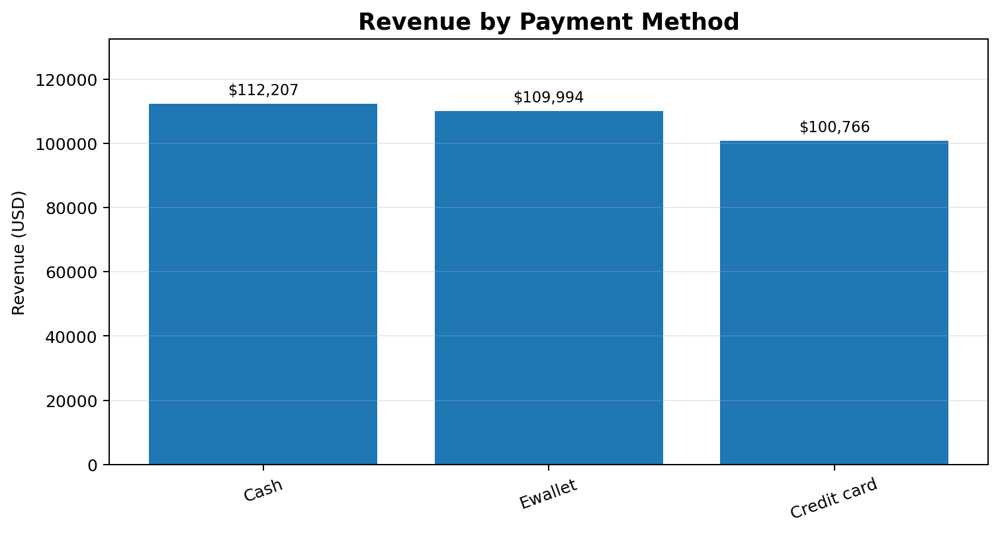 Revenue by Payment Method
Revenue (USD)
120000
100000
80000
60000
40000
20000
0
$112,207
$109,994
$100,766
Cash
Ewallet
Credit card